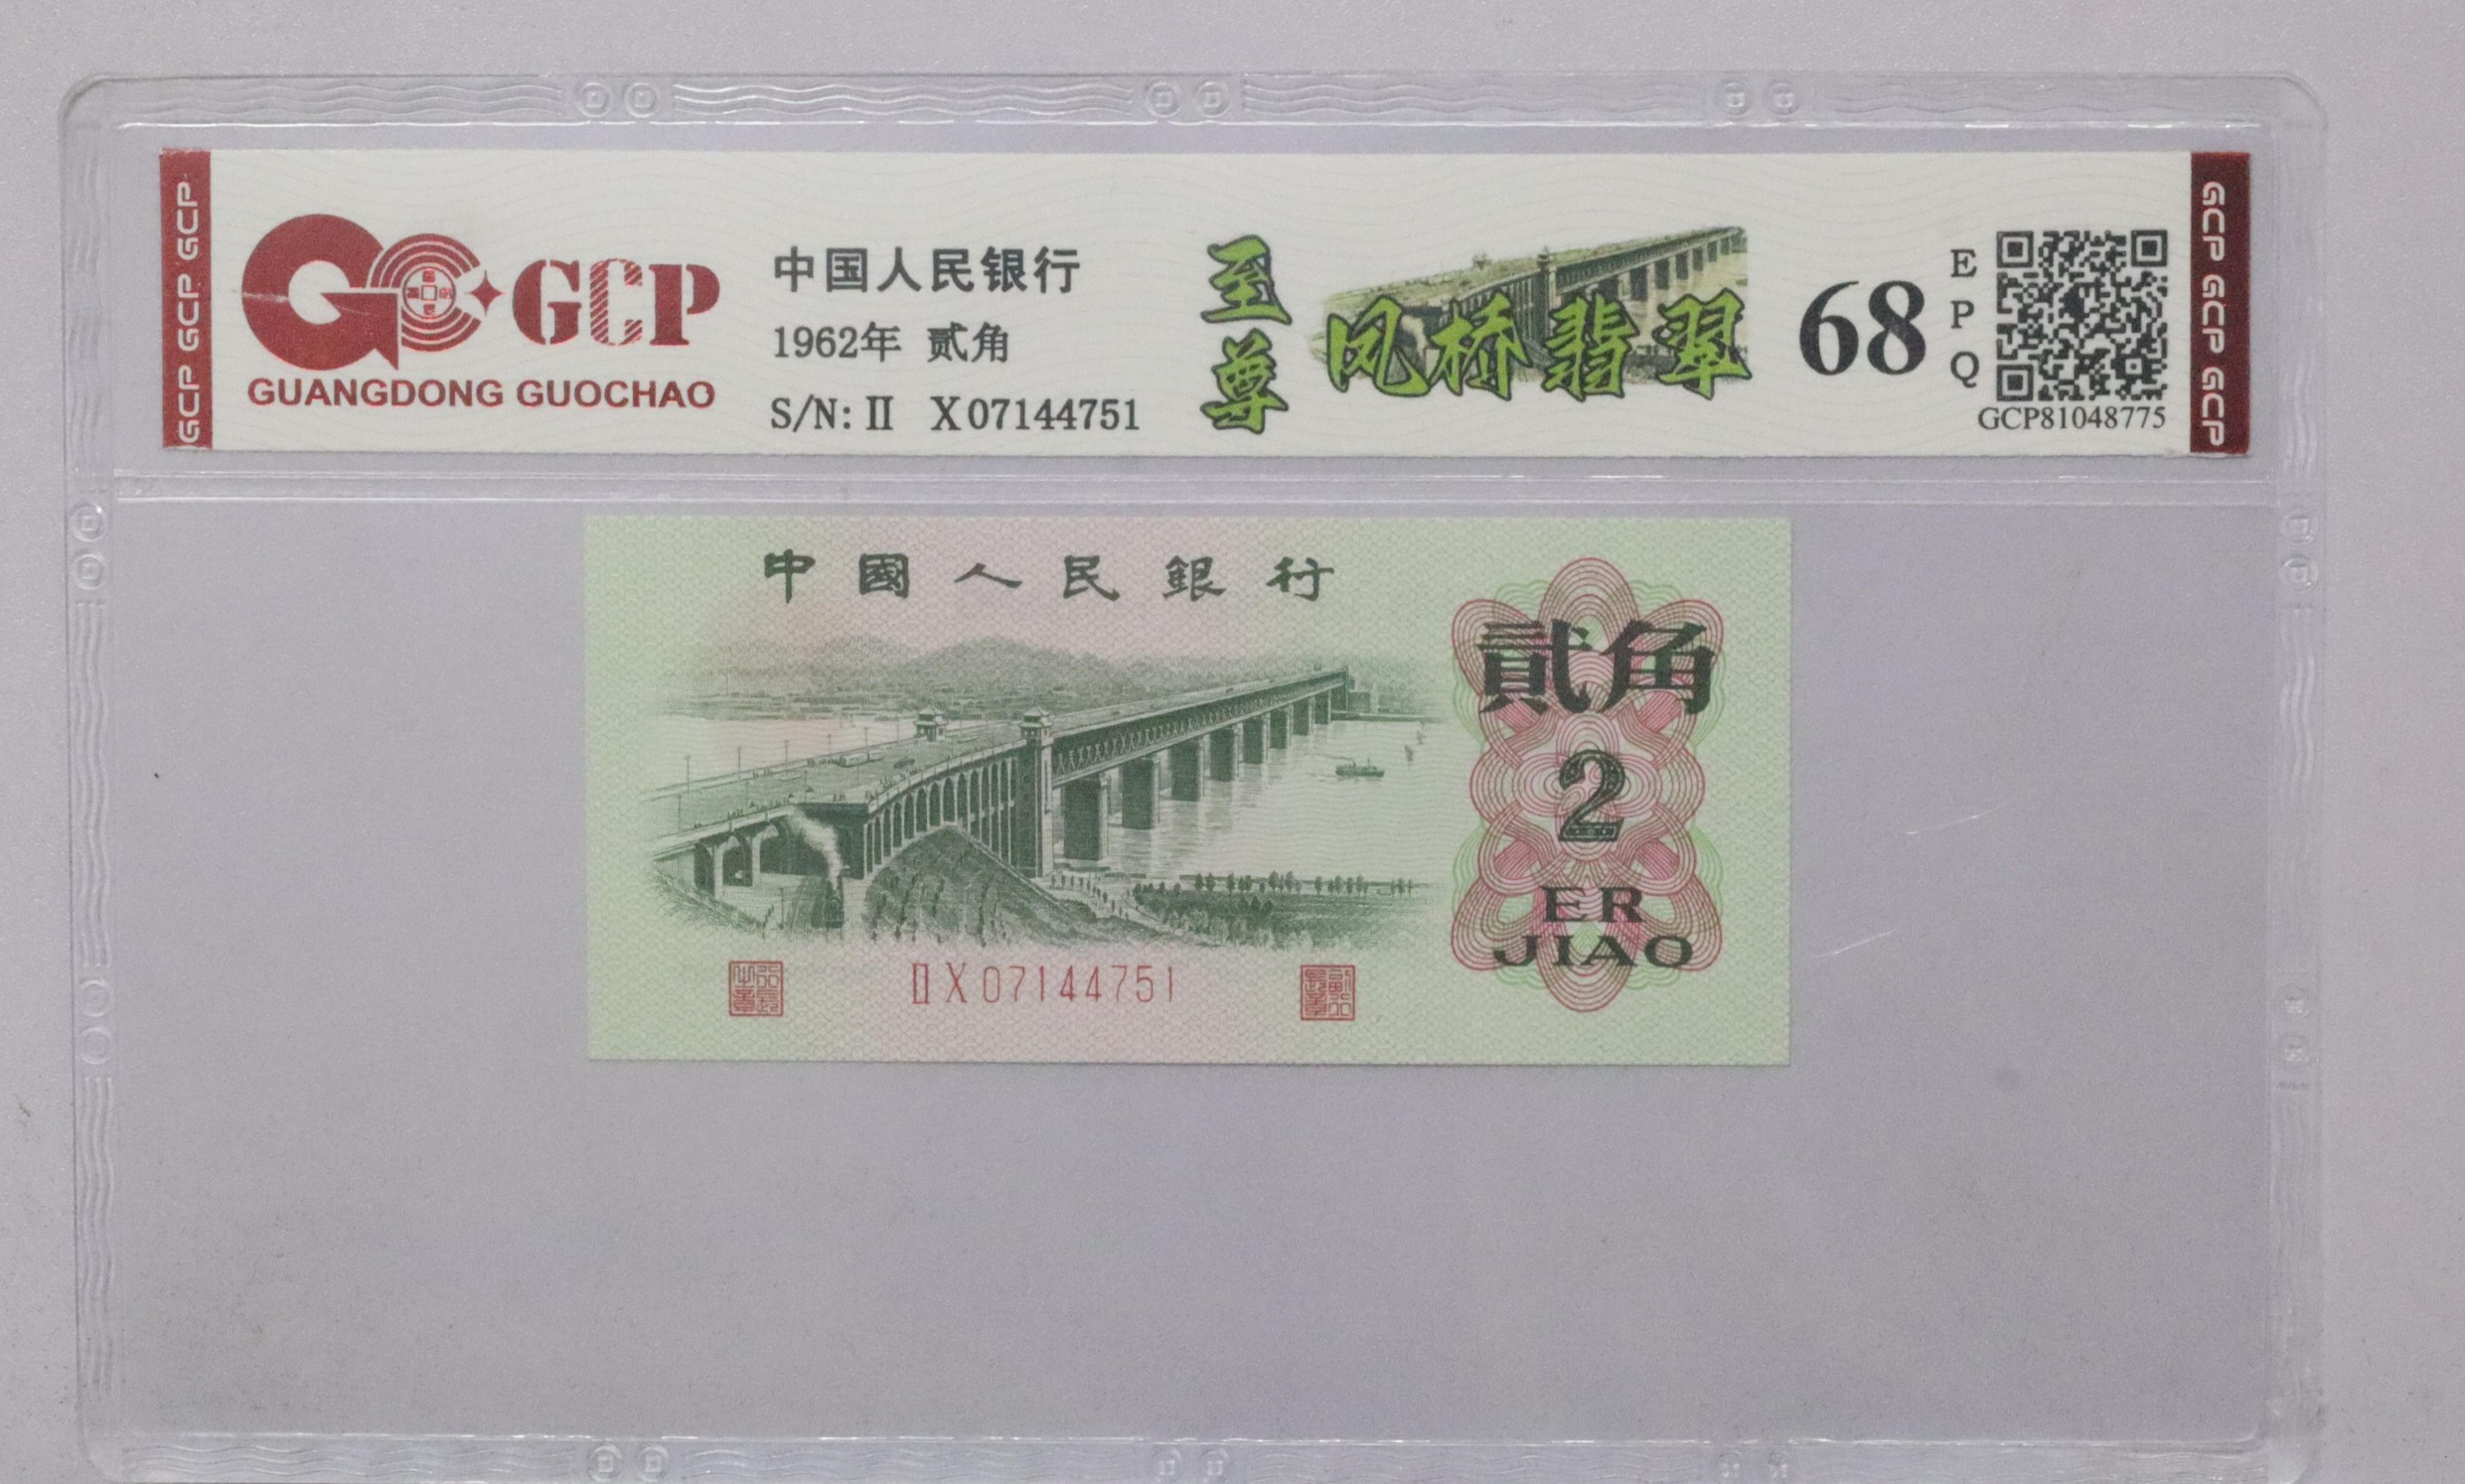 GCP GCP GCP
GCP
GUANGDONG GUOCHAO
中国人民银行
1962年 贰角
S/N: Ⅱ X07144751
至尊
凤桥翡翠
68
EPQ
GCP81048775
GCP GCP GCP
中國人民銀行
貳角
2
ER
JIAO
ⅡX07144751